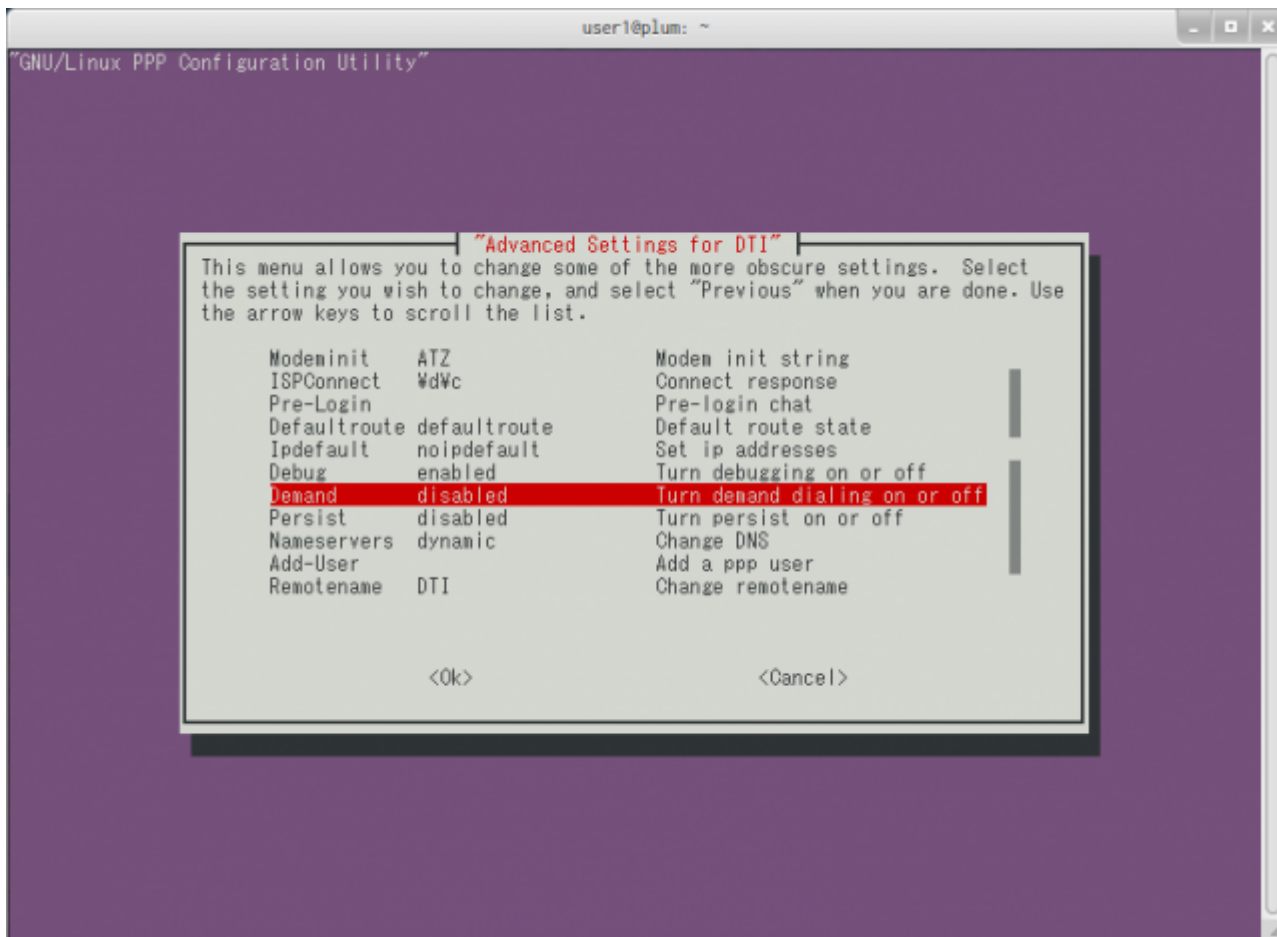 user1@plum: ~
"GNU/Linux PPP Configuration Utility"
"Advanced Settings for DTI"
This menu allows you to change some of the more obscure settings.  Select
the setting you wish to change, and select "Previous" when you are done. Use
the arrow keys to scroll the list.
Modeminit ATZ Modem init string
ISPConnect ¥d¥c Connect response
Pre-Login Pre-login chat
Defaultroute defaultroute Default route state
Ipdefault noipdefault Set ip addresses
Debug enabled Turn debugging on or off
Demand disabled Turn demand dialing on or off
Persist disabled Turn persist on or off
Nameservers dynamic Change DNS
Add-User Add a ppp user
Remotename DTI Change remotename
<Ok> <Cancel>